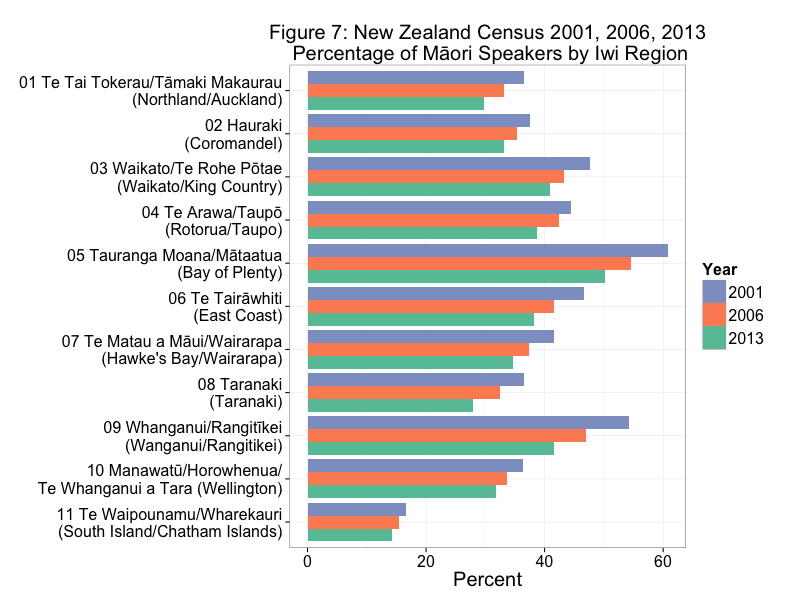 Figure 7: New Zealand Census 2001, 2006, 2013
Percentage of Māori Speakers by Iwi Region
01 Te Tai Tokerau/Tāmaki Makaurau
(Northland/Auckland)
02 Hauraki
(Coromandel)
03 Waikato/Te Rohe Pōtae
(Waikato/King Country)
04 Te Arawa/Taupō
(Rotorua/Taupo)
05 Tauranga Moana/Mātaatua
(Bay of Plenty)
06 Te Tairāwhiti
(East Coast)
07 Te Matau a Māui/Wairarapa
(Hawke's Bay/Wairarapa)
08 Taranaki
(Taranaki)
09 Whanganui/Rangitīkei
(Wanganui/Rangitikei)
10 Manawatū/Horowhenua/
Te Whanganui a Tara (Wellington)
11 Te Waipounamu/Wharekauri
(South Island/Chatham Islands)
0 20 40 60
Percent
Year
2001
2006
2013